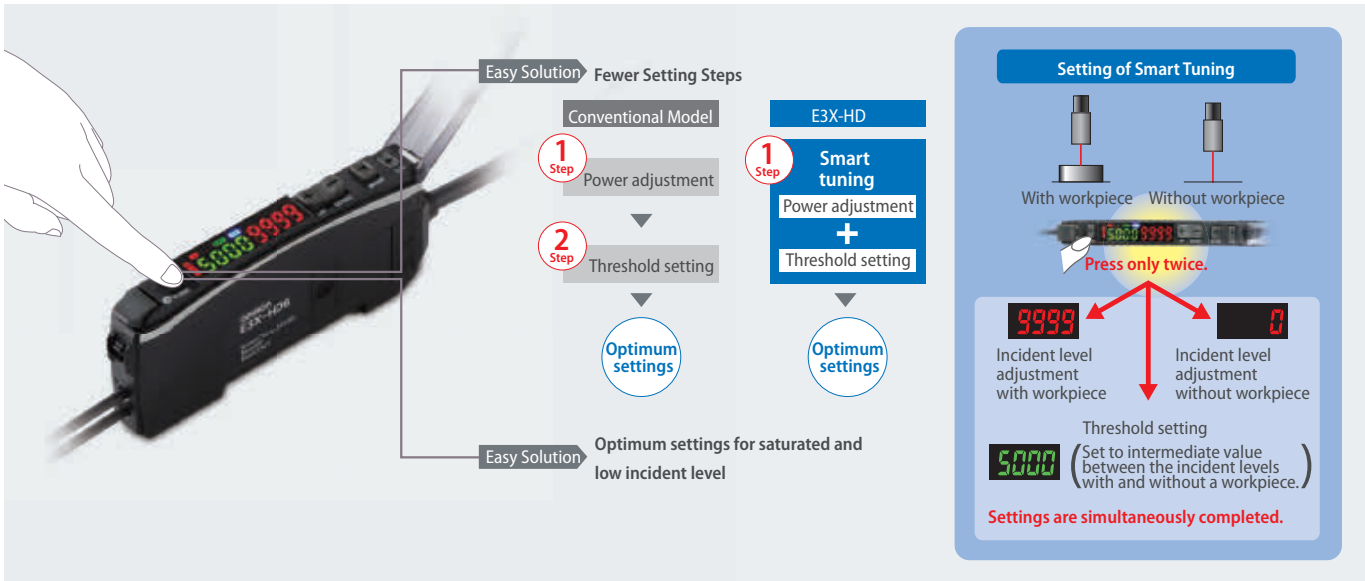 Easy Solution
Fewer Setting Steps
Conventional Model
1
Step
Power adjustment
2
Step
Threshold setting
Optimum
settings
E3X-HD
1
Step
Smart
tuning
Power adjustment
+
Threshold setting
Optimum
settings
5000 9999
OMRON
E3X-HD6
Easy Solution
Optimum settings for saturated and
low incident level
Setting of Smart Tuning
With workpiece
Without workpiece
5000 9999
Press only twice.
9999
Incident level
adjustment
with workpiece
0
Incident level
adjustment
without workpiece
Threshold setting
5000
(Set to intermediate value
between the incident levels
with and without a workpiece.)
Settings are simultaneously completed.